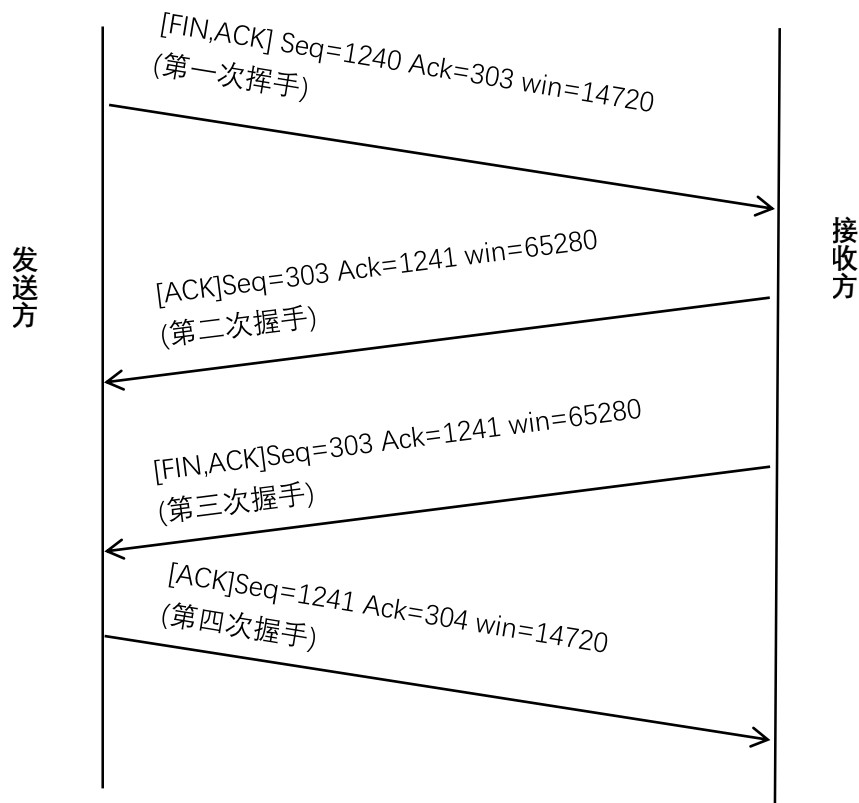 [FIN,ACK] Seq=1240 Ack=303 win=14720
(第一次挥手)
发送方
接收方
[ACK]Seq=303 Ack=1241 win=65280
(第二次握手)
[FIN,ACK]Seq=303 Ack=1241 win=65280
(第三次握手)
[ACK]Seq=1241 Ack=304 win=14720
(第四次握手)